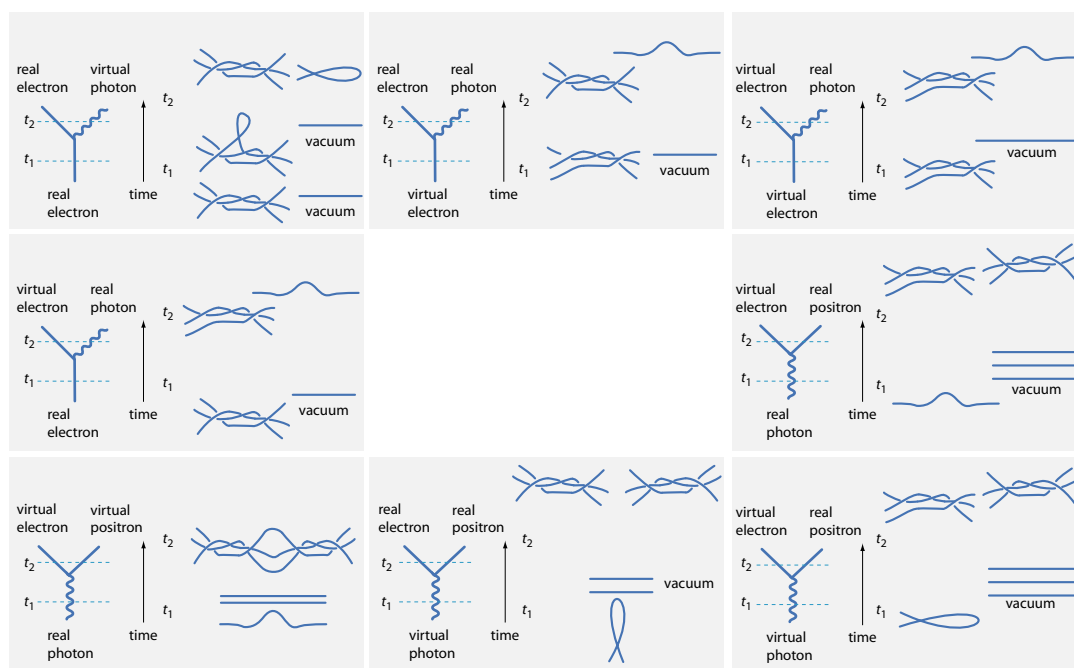 real virtual
electron photon
t2
t2
t1
vacuum
t1
real
electron
time
vacuum
real real
electron photon
t2
t2
t1
t1
vacuum
virtual
electron
time
virtual real
electron photon
t2
t2
vacuum
t1
t1
virtual
electron
time
virtual real
electron photon
t2
t2
t1
t1
real
electron
time
vacuum
virtual real
electron positron
t2
t2
t1
t1
vacuum
real
photon
time
virtual virtual
electron positron
t2
t2
t1
t1
real
photon
time
real real
electron positron
t2
t2
vacuum
t1
t1
virtual
photon
time
virtual real
electron positron
t2
t2
t1
t1
vacuum
virtual
photon
time